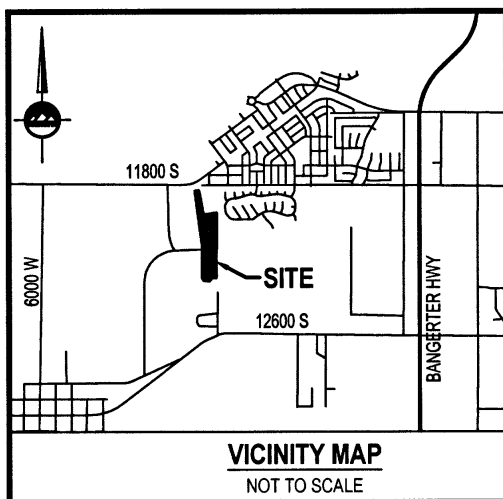 11800 S
6000 W
SITE
12600 S
BANGERTER HWY
VICINITY MAP
NOT TO SCALE